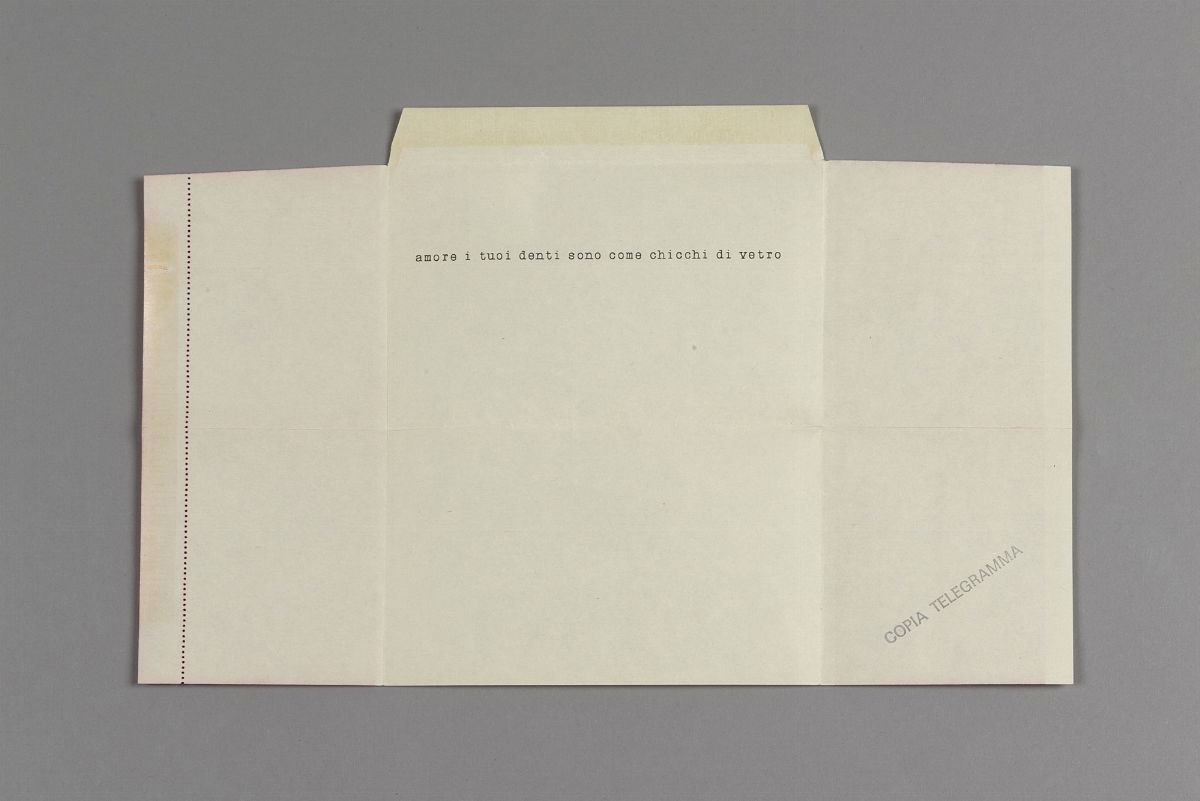 amore i tuoi denti sono come chicchi di vetro
COPIA TELEGRAMMA